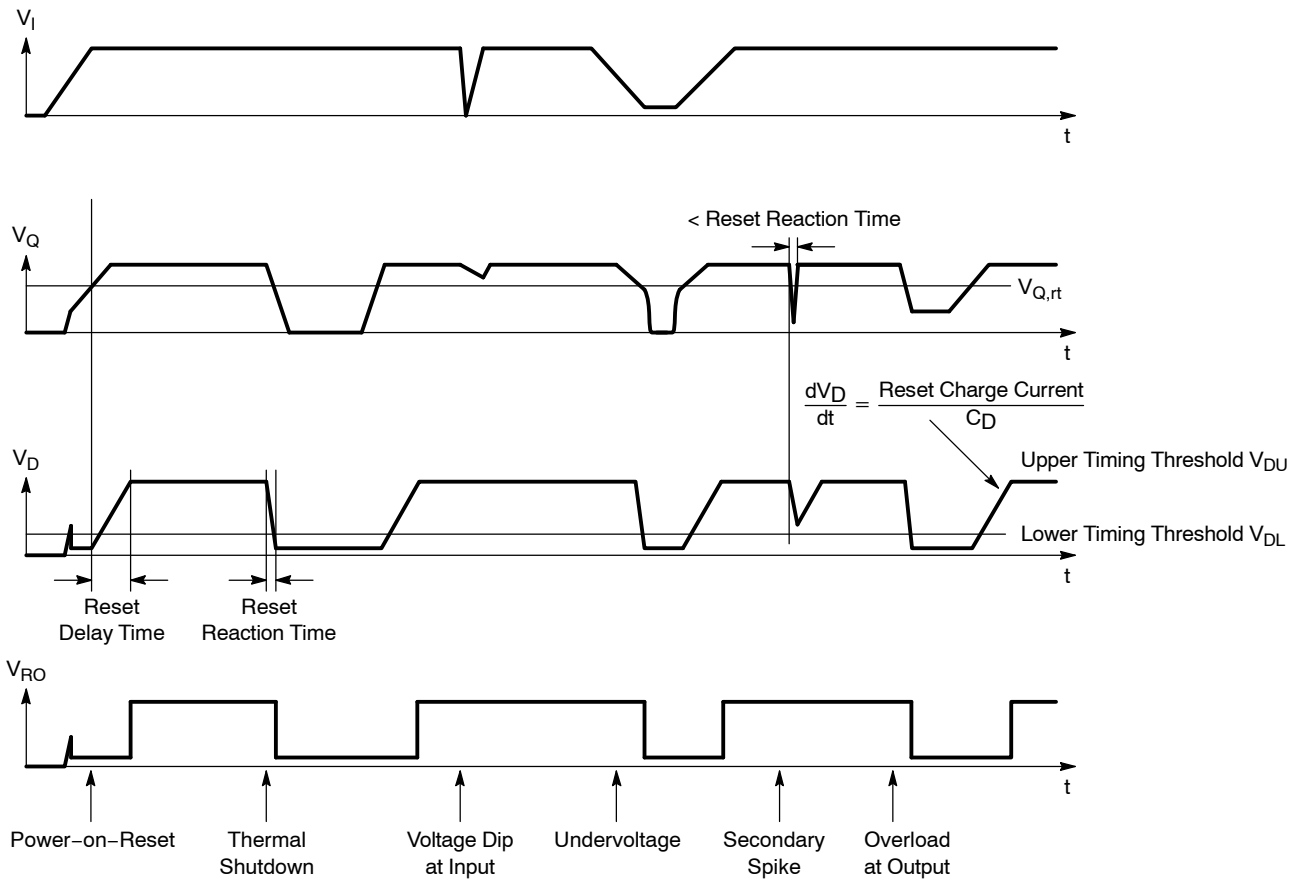 V_I
t
< Reset Reaction Time
V_Q
V_Q,rt
t
dV_D
dt
=
Reset Charge Current
C_D
V_D
Upper Timing Threshold V_DU
Lower Timing Threshold V_DL
t
Reset
Delay Time
Reset
Reaction Time
V_RO
t
Power−on−Reset
Thermal
Shutdown
Voltage Dip
at Input
Undervoltage
Secondary
Spike
Overload
at Output